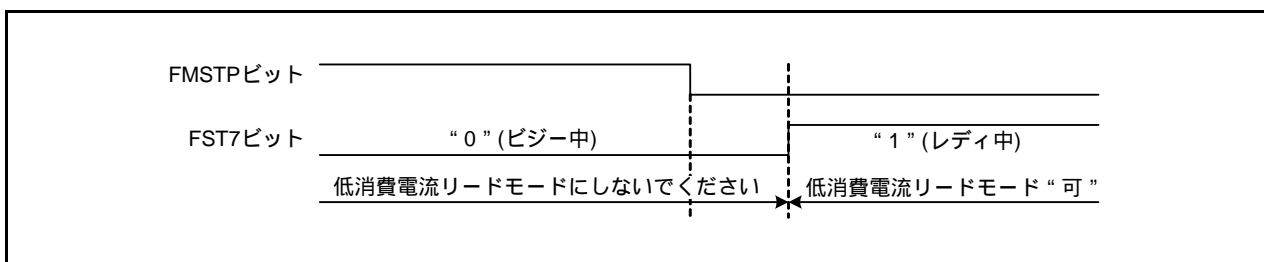 FMSTPビット
FST7ビット
“ 0 ” (ビジー中)
“ 1 ” (レディ中)
低消費電流リードモードにしないでください
低消費電流リードモード “ 可 ”